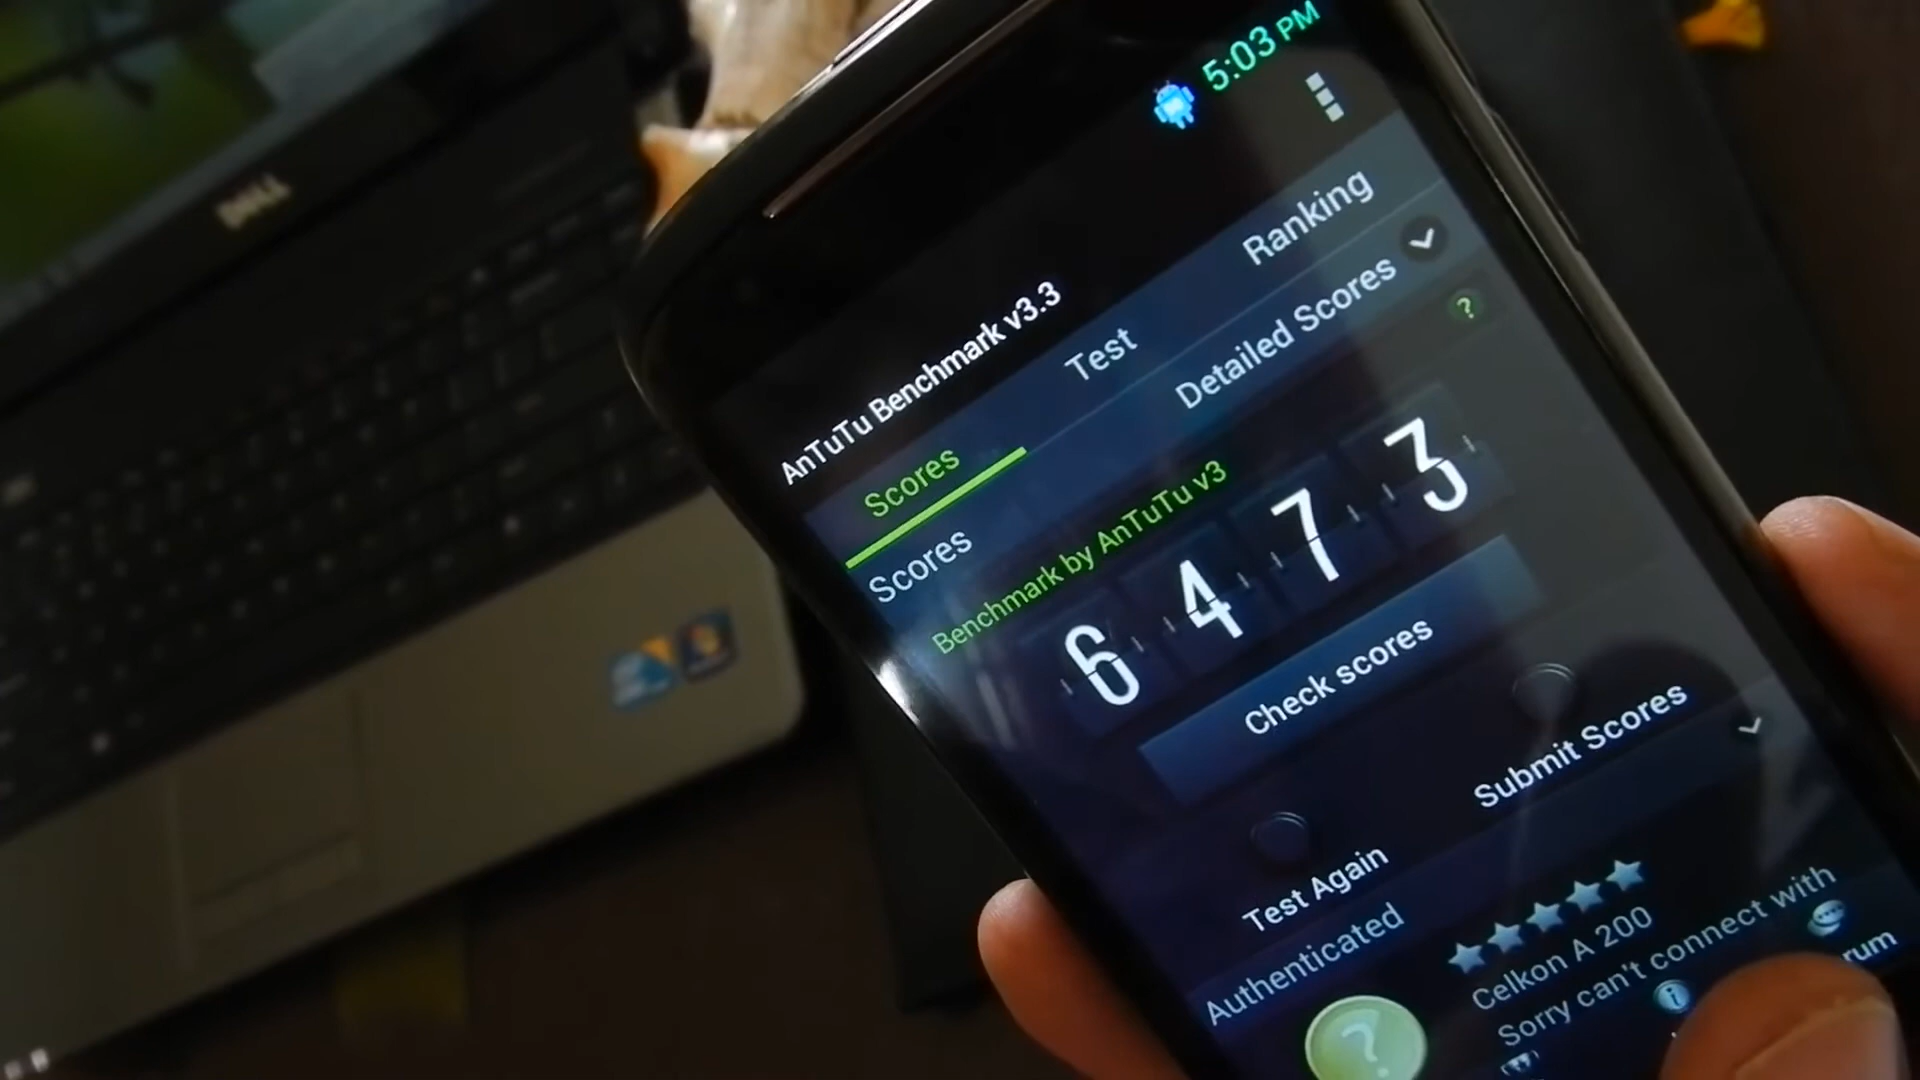 DELL
5:03 PM
AnTuTu Benchmark v3.3
Scores
Test
Ranking
Scores
Detailed Scores
Benchmark by AnTuTu v3
?
6473
Check scores
Test Again
Submit Scores
Authenticated
?
Celkon A 200
Sorry can't connect with
i
rum